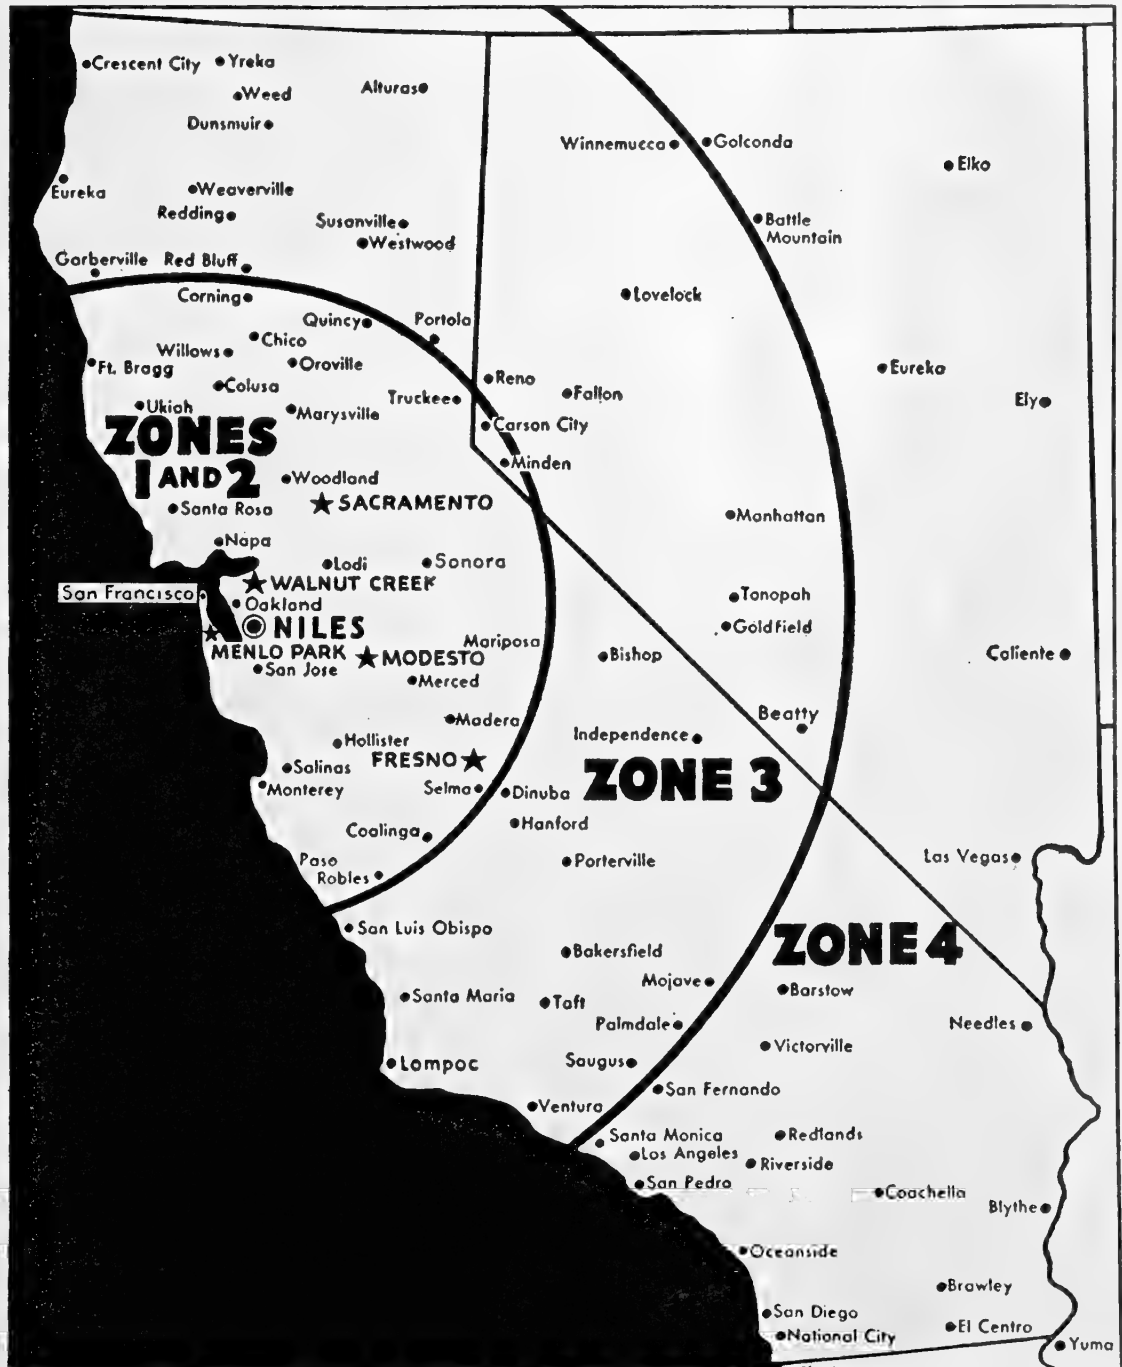 Crescent City
Yreka
Weed
Alturas
Dunsmuir
Winnemucca
Golconda
Elko
Eureka
Weaverville
Redding
Susanville
Westwood
Battle
Mountain
Garberville
Red Bluff
Corning
Lovelock
Quincy
Portola
Chico
Willows
Ft. Bragg
Oroville
Eureka
Reno
Colusa
Truckee
Fallon
Ely
Ukiah
Marysville
Carson City
ZONES
1 AND 2
Minden
Woodland
SACRAMENTO
Santa Rosa
Manhattan
Napa
Lodi
Sonora
WALNUT CREEK
San Francisco
Oakland
Tonopah
NILES
Goldfield
Mariposa
MENLO PARK
MODESTO
Bishop
Caliente
San Jose
Merced
Madera
Beatty
Hollister
Independence
FRESNO
Salinas
ZONE 3
Monterey
Selma
Dinuba
Coalinga
Hanford
Paso
Robles
Porterville
Las Vegas
San Luis Obispo
ZONE 4
Bakersfield
Mojave
Barstow
Santa Maria
Taft
Palmdale
Needles
Victorville
Lompoc
Saugus
San Fernando
Ventura
Santa Monica
Redlands
Los Angeles
Riverside
San Pedro
Coachella
Blythe
Oceanside
Brawley
San Diego
El Centro
National City
Yuma